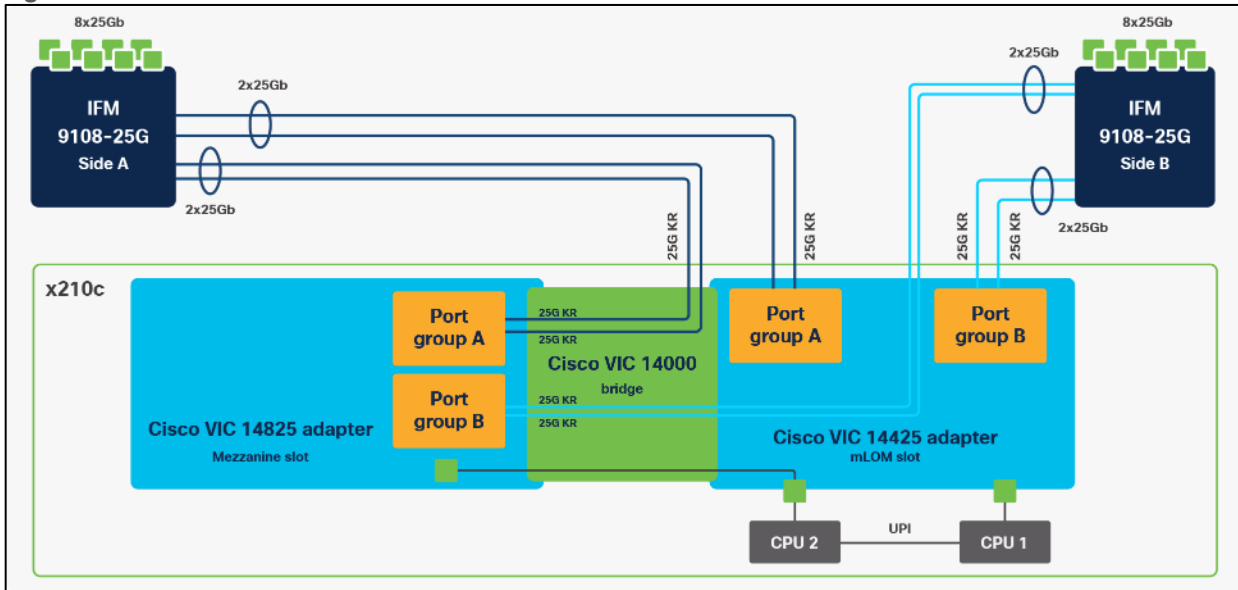 8x25Gb
8x25Gb
IFM
9108-25G
Side A
2x25Gb
2x25Gb
2x25Gb
IFM
9108-25G
Side B
2x25Gb
25G KR
25G KR
25G KR
25G KR
x210c
Port
group A
25G KR
25G KR
Cisco VIC 14000
bridge
Port
group A
Port
group B
Port
group B
25G KR
25G KR
Cisco VIC 14825 adapter
Mezzanine slot
Cisco VIC 14425 adapter
mLOM slot
CPU 2
UPI
CPU 1